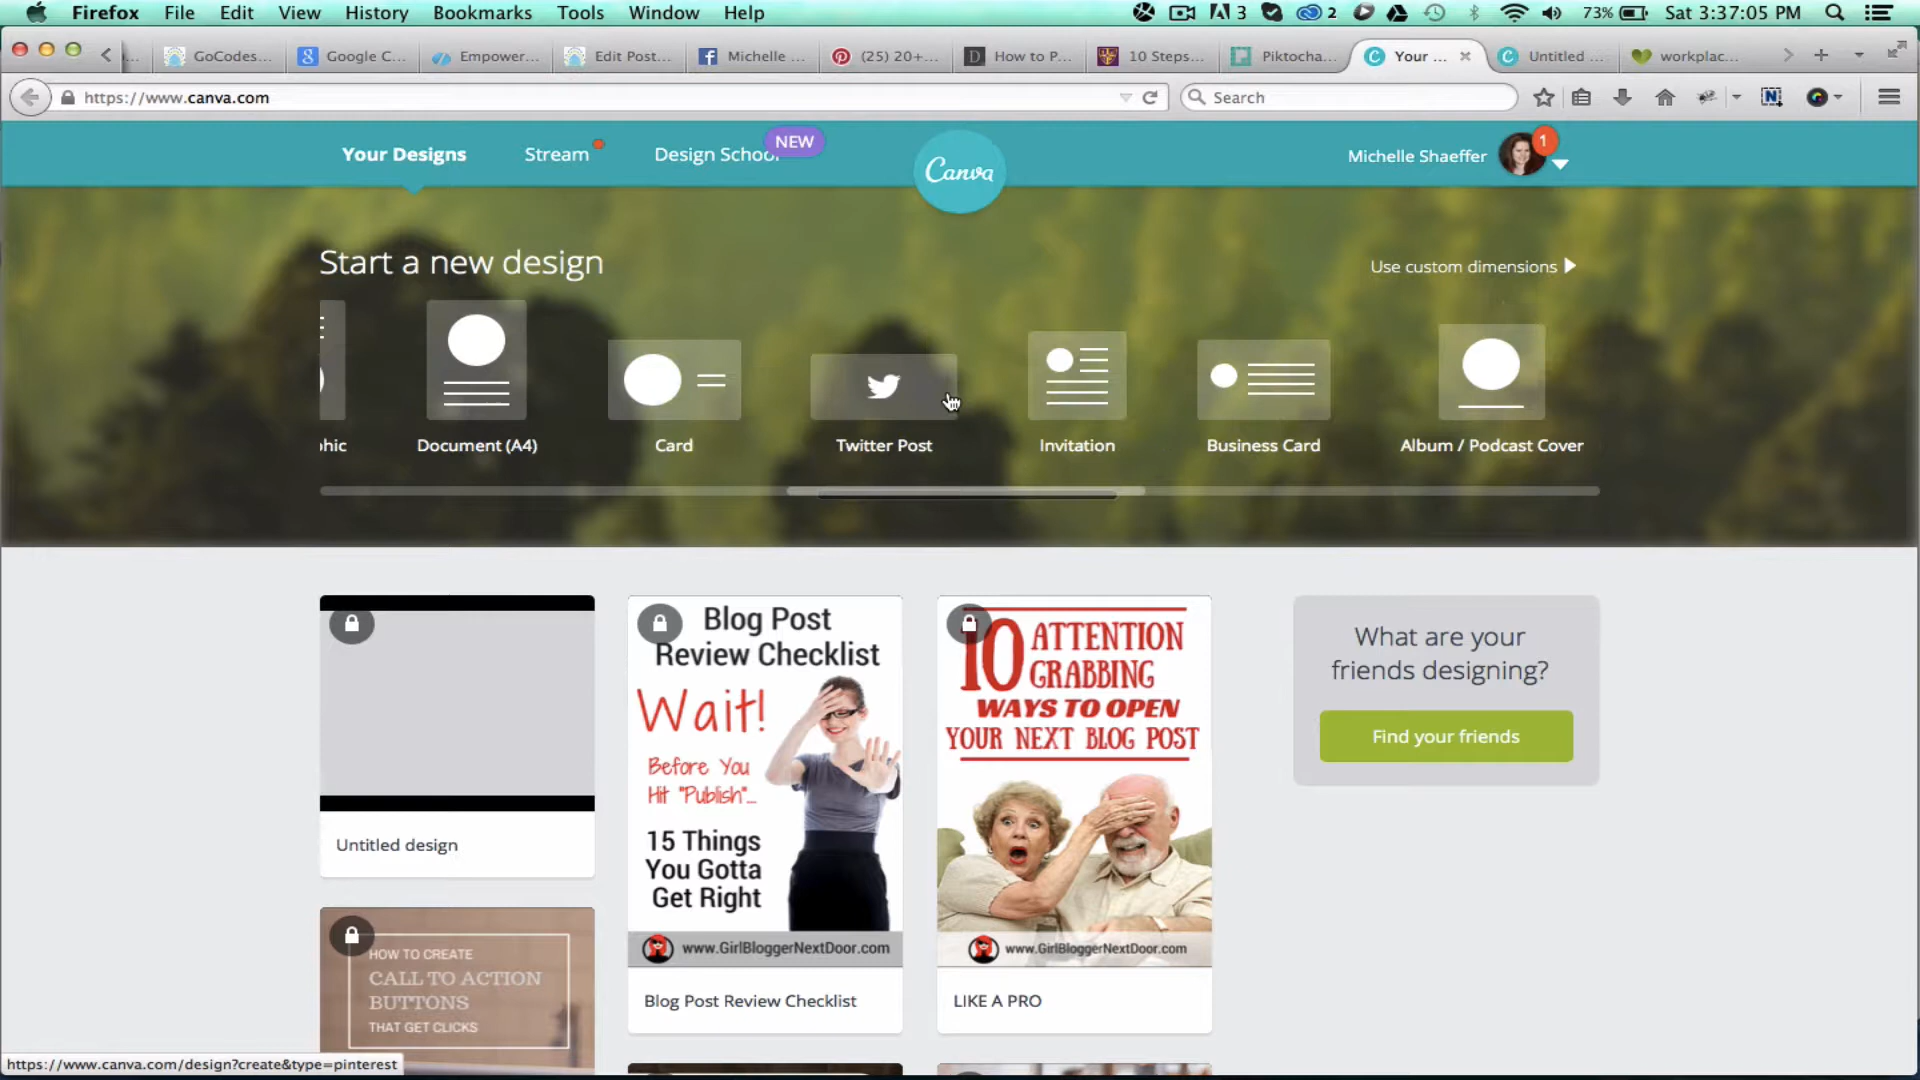 Firefox File Edit View History Bookmarks Tools Window Help 3 2 73% Sat 3:37:05 PM
GoCodes... Google C... Empower... Edit Post... Michelle ... (25) 20+... How to P... 10 Steps... Piktocha... Your ... Untitled ... workplac...
https://www.canva.com Search
Your Designs Stream Design School NEW Canva Michelle Shaeffer 1
Start a new design Use custom dimensions
hic Document (A4) Card Twitter Post Invitation Business Card Album / Podcast Cover
Untitled design
Blog Post
Review Checklist
Wait!
Before You
Hit "Publish"...
15 Things
You Gotta
Get Right
www.GirlBloggerNextDoor.com
Blog Post Review Checklist
10 ATTENTION
GRABBING
WAYS TO OPEN
YOUR NEXT BLOG POST
www.GirlBloggerNextDoor.com
LIKE A PRO
What are your
friends designing?
Find your friends
HOW TO CREATE
CALL TO ACTION
BUTTONS
THAT GET CLICKS
https://www.canva.com/design?create&type=pinterest